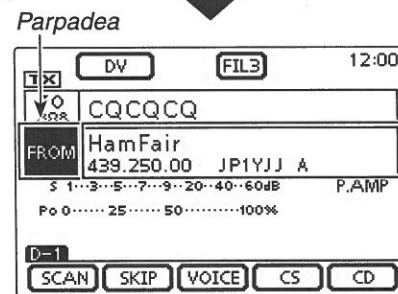 Parpadea
DV FIL3 12:00
TX
TO CQCQCQ
FROM HamFair
439.250.00 JP1YJJ A
S 1··3··5··7··9··20··40··60dB P.AMP
Po 0······25······50··········100%
D-1
SCAN SKIP VOICE CS CD